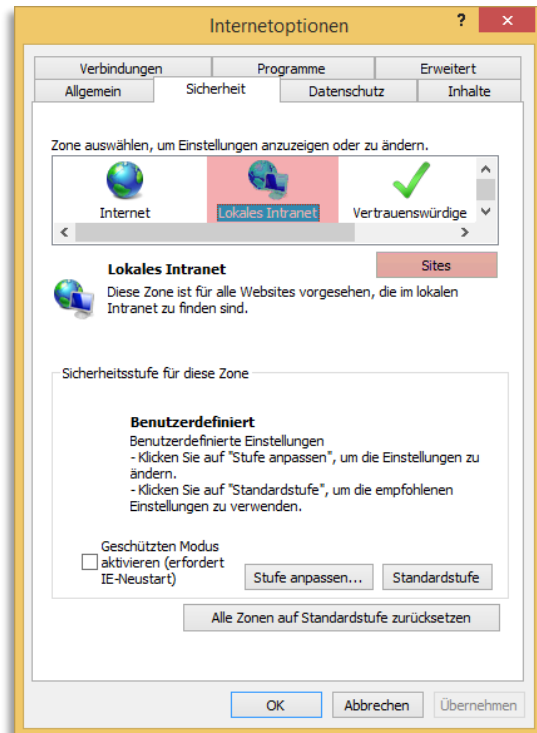 Internetoptionen
?
x
Verbindungen Programme Erweitert
Allgemein Sicherheit Datenschutz Inhalte
Zone auswählen, um Einstellungen anzuzeigen oder zu ändern.
Internet Lokales Intranet Vertrauenswürdige
Lokales Intranet
Sites
Diese Zone ist für alle Websites vorgesehen, die im lokalen
Intranet zu finden sind.
Sicherheitsstufe für diese Zone
Benutzerdefiniert
Benutzerdefinierte Einstellungen
- Klicken Sie auf "Stufe anpassen", um die Einstellungen zu
ändern.
- Klicken Sie auf "Standardstufe", um die empfohlenen
Einstellungen zu verwenden.
Geschützten Modus
aktivieren (erfordert
IE-Neustart)
Stufe anpassen... Standardstufe
Alle Zonen auf Standardstufe zurücksetzen
OK Abbrechen Übernehmen